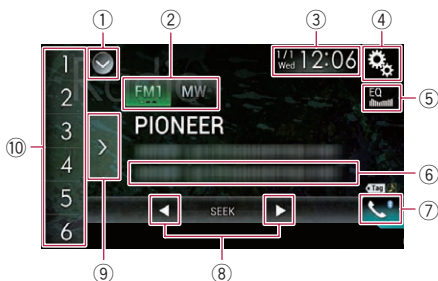 ① ② ③ ④
1 2 3 4 5 6
1/1 Wed 12:06
EQ
⑤
FM1 MW
PIONEER
⑩
⑥
Tag
SEEK
⑦
⑨ ⑧